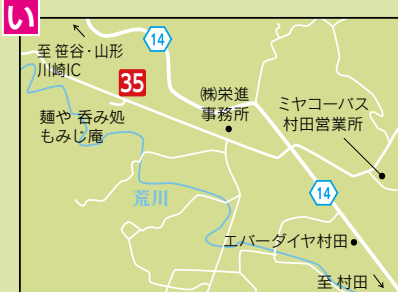 い
至 笹谷・山形
川崎IC
14
35
麺や 呑み処
もみじ庵
㈱栄進
事務所
ミヤコーバス
村田営業所
荒川
14
エバーダイヤ村田
至 村田